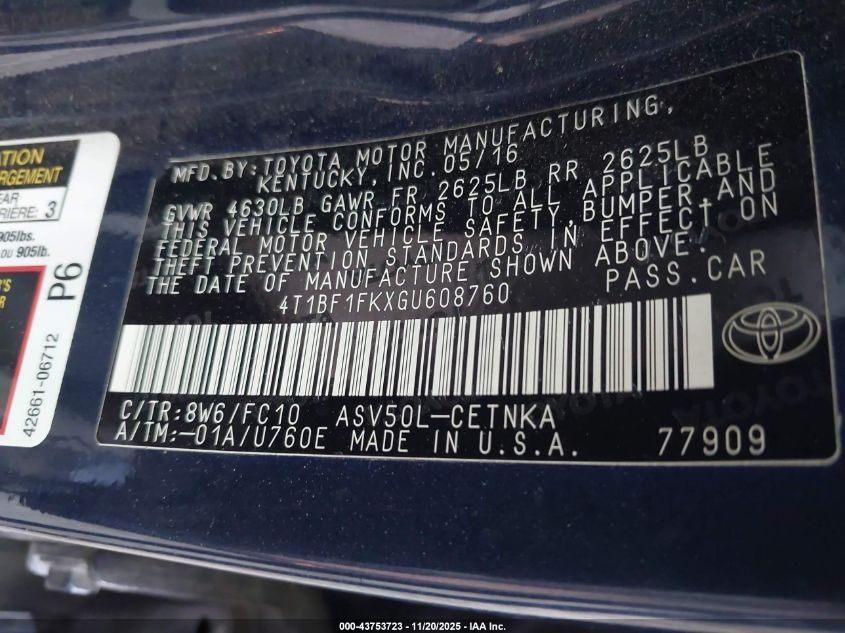 ATION
ARGEMENT
AR
RIÈRE: 3
905lbs.
OU 905lb.
P6
42661-06712
MFD. BY: TOYOTA MOTOR MANUFACTURING,
KENTUCKY, INC. 05/16
GVWR 4630LB GAWR FR 2625LB RR 2625LB
THIS VEHICLE CONFORMS TO ALL APPLICABLE
FEDERAL MOTOR VEHICLE SAFETY, BUMPER, AND
THEFT PREVENTION STANDARDS IN EFFECT ON
THE DATE OF MANUFACTURE SHOWN ABOVE.
4T1BF1FKXGU608760 PASS. CAR
C/TR: 8W6/FC10 ASV50L-CETNKA
A/TM: -01A/U760E MADE IN U.S.A. 77909
000-43753723 - 11/20/2025 - IAA Inc.